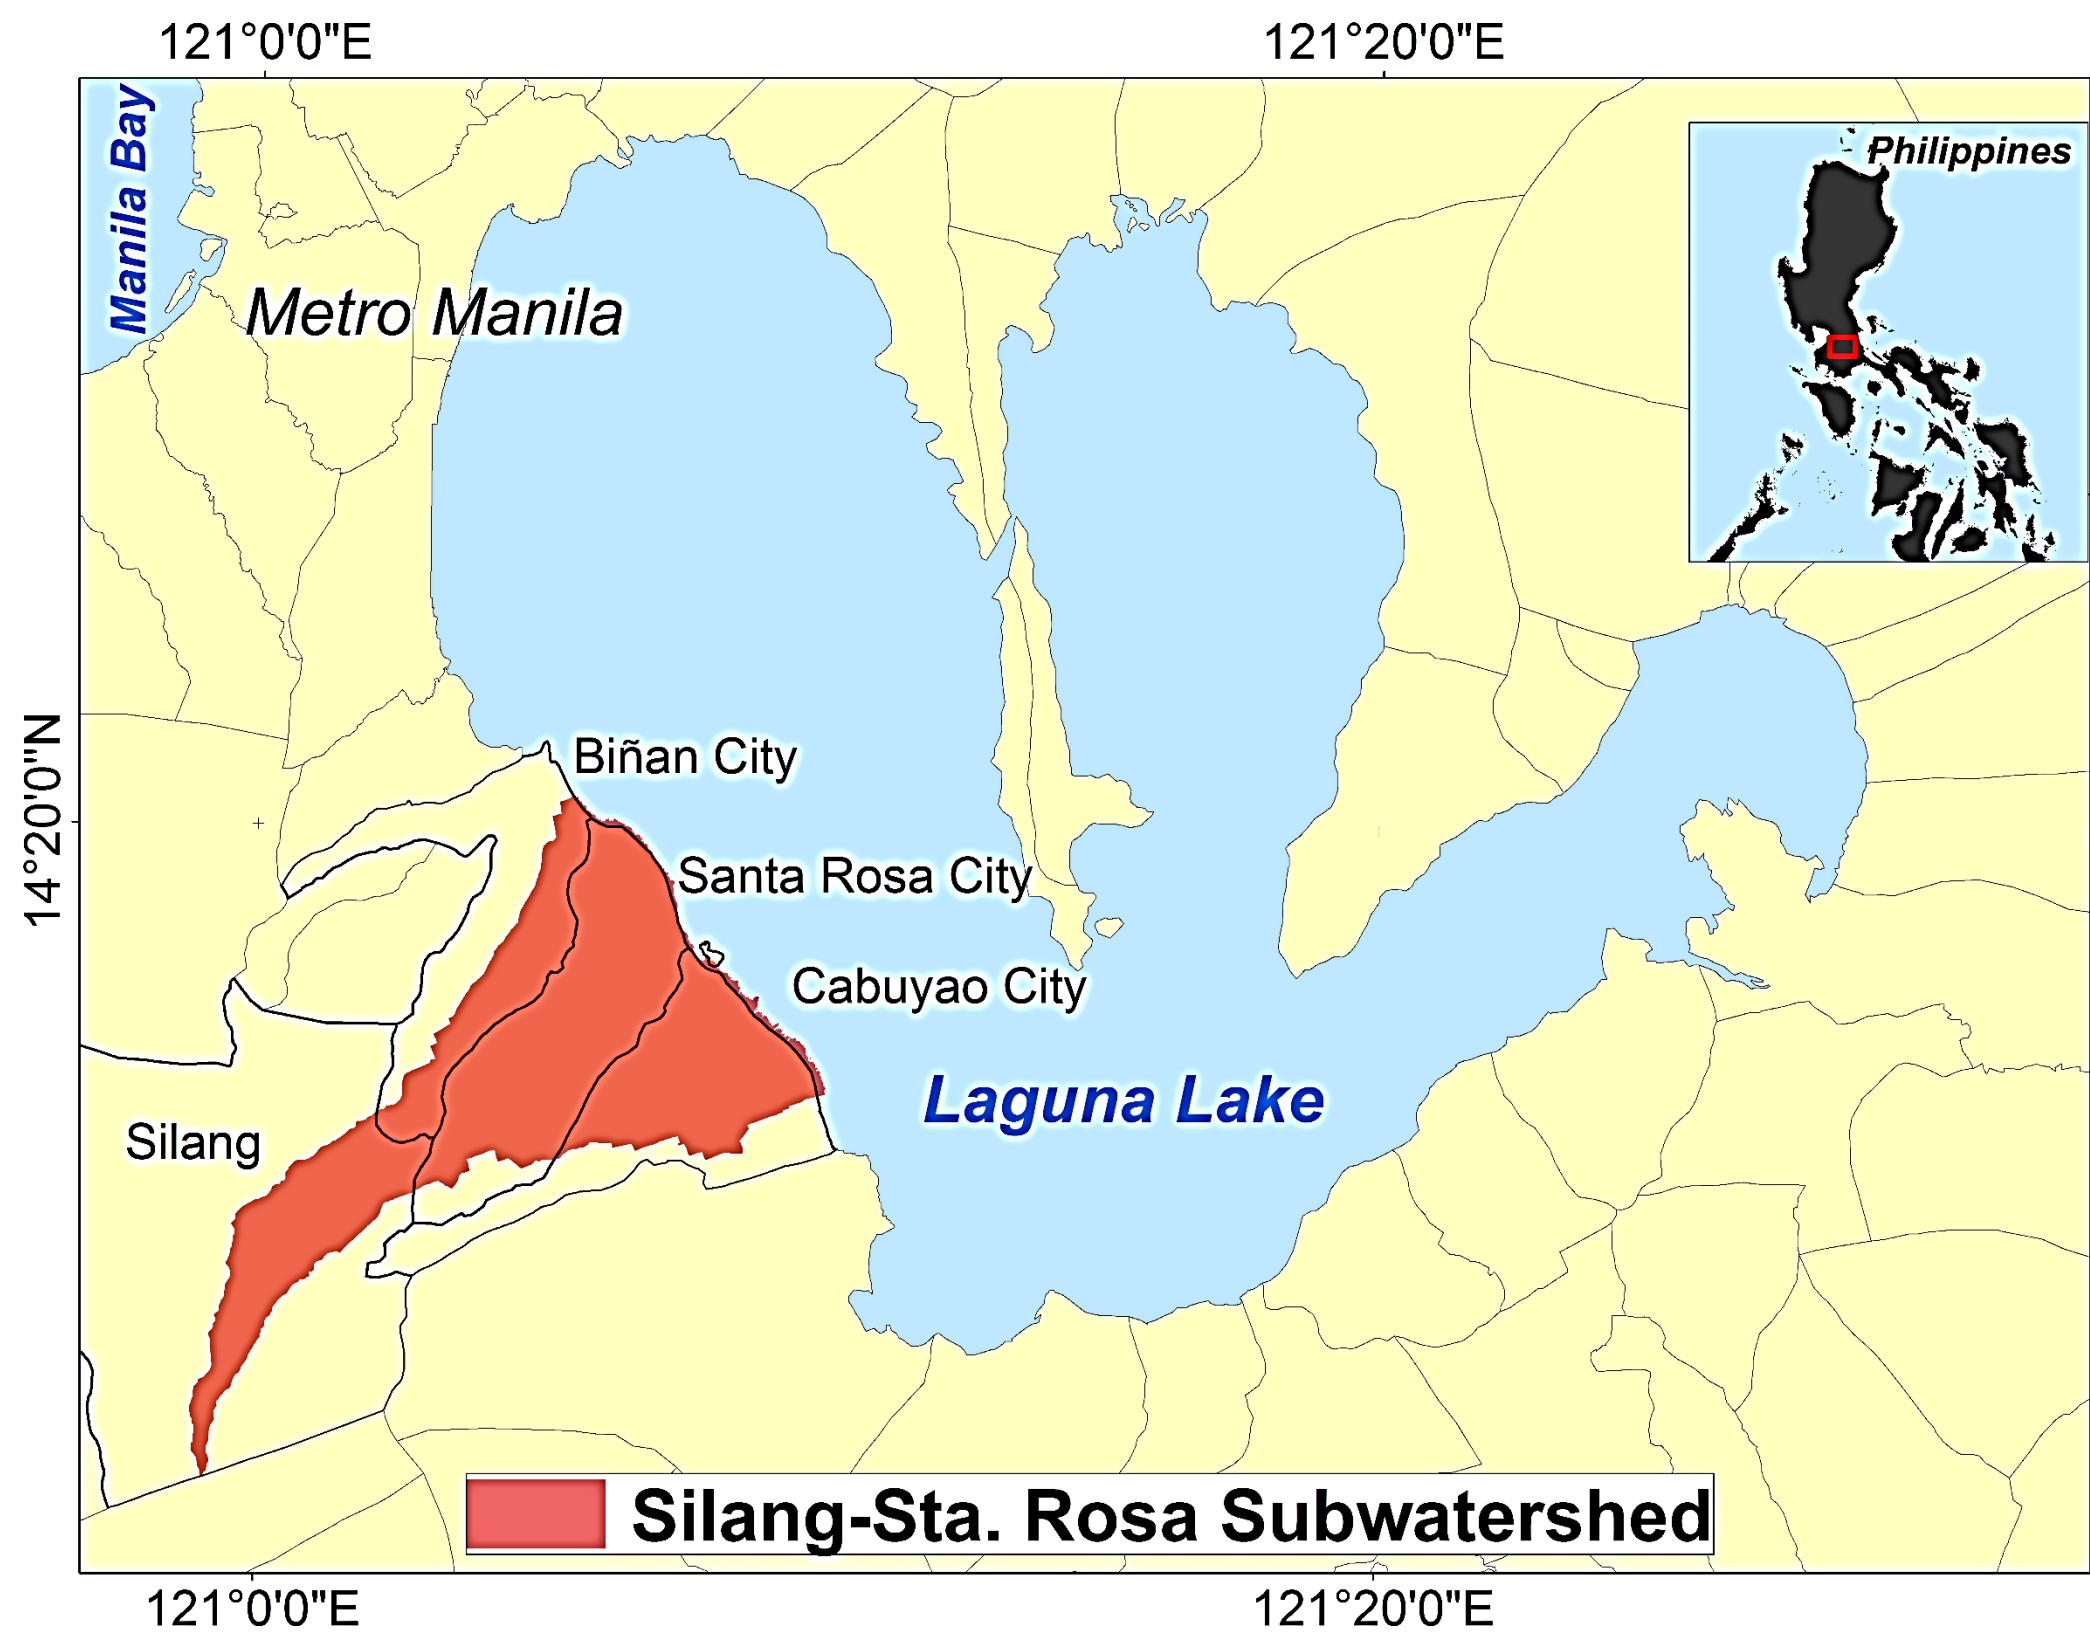 121°0'0"E
121°20'0"E
Manila Bay
Philippines
Metro Manila
14°20'0"N
Biñan City
Santa Rosa City
Cabuyao City
Laguna Lake
Silang
Silang-Sta. Rosa Subwatershed
121°0'0"E
121°20'0"E